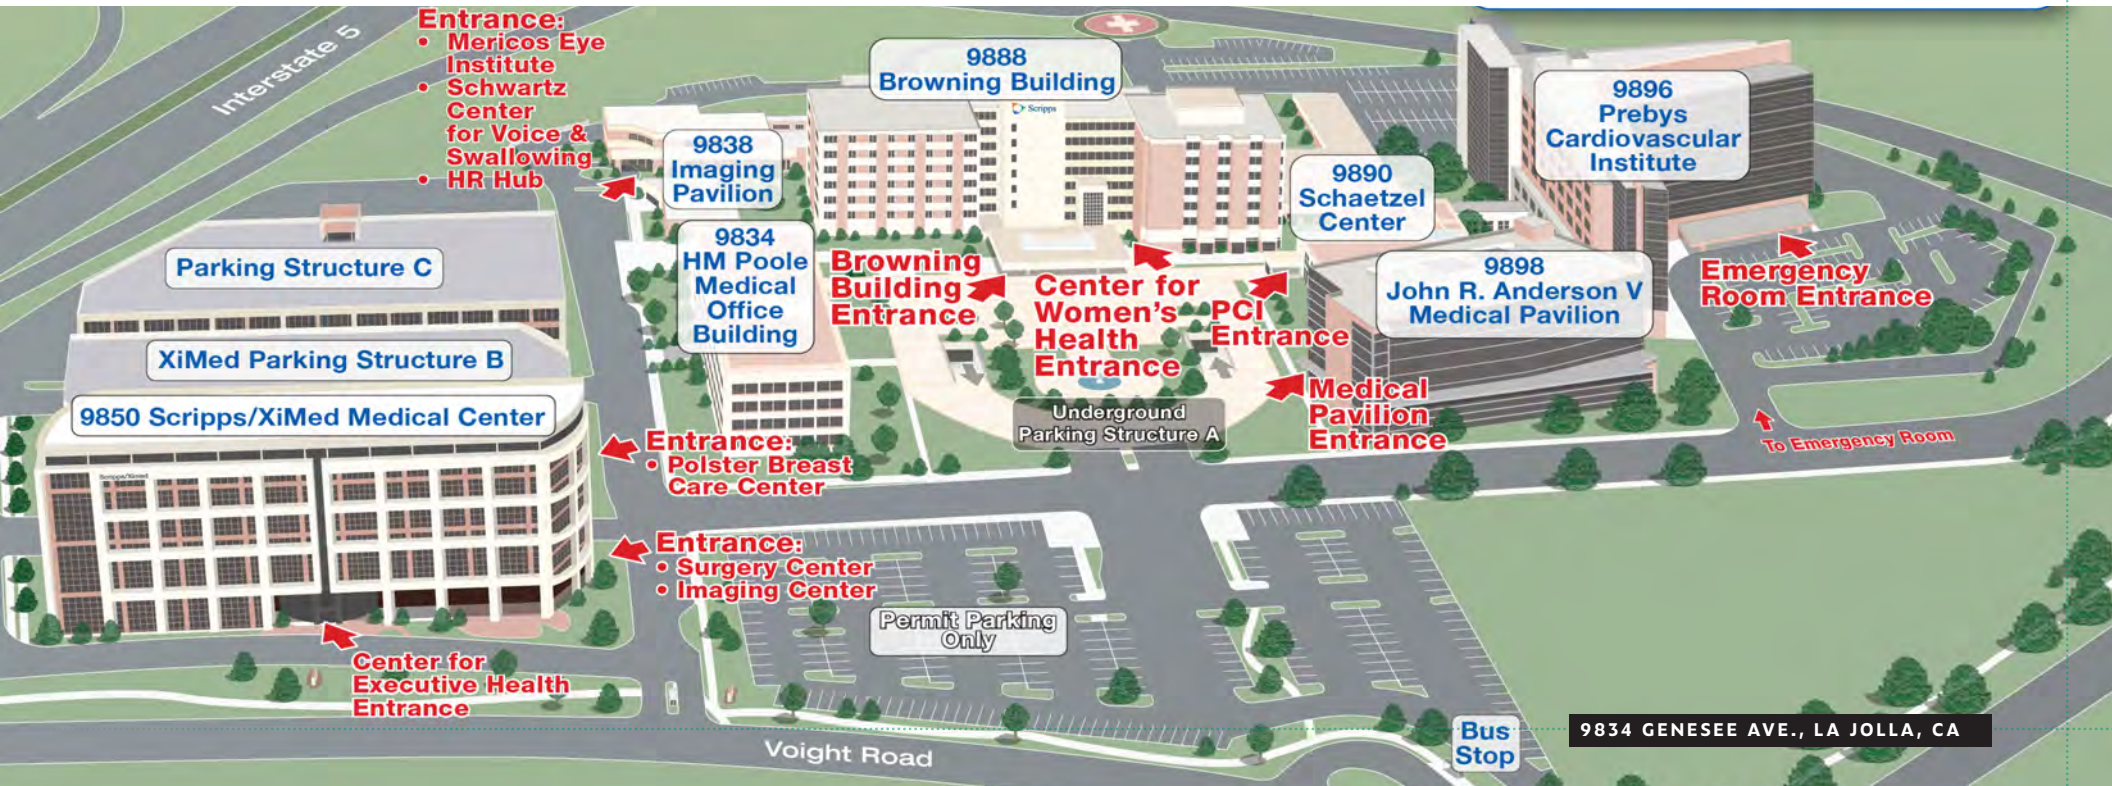 Interstate 5
Entrance:
• Mericos Eye
Institute
• Schwartz
Center
for Voice &
Swallowing
• HR Hub
9838
Imaging
Pavilion
9888
Browning Building
Scripps
9896
Prebys
Cardiovascular
Institute
9890
Schaetzel
Center
9834
HM Poole
Medical
Office
Building
Parking Structure C
XiMed Parking Structure B
9850 Scripps/XiMed Medical Center
Scripps/Ximed
Browning
Building
Entrance
Center for
Women's
Health
Entrance
PCI
Entrance
9898
John R. Anderson V
Medical Pavilion
Emergency
Room Entrance
Medical
Pavilion
Entrance
To Emergency Room
Underground
Parking Structure A
Entrance:
• Polster Breast
Care Center
Entrance:
• Surgery Center
• Imaging Center
Permit Parking
Only
Center for
Executive Health
Entrance
Voight Road
Bus
Stop
9834 GENESEE AVE., LA JOLLA, CA